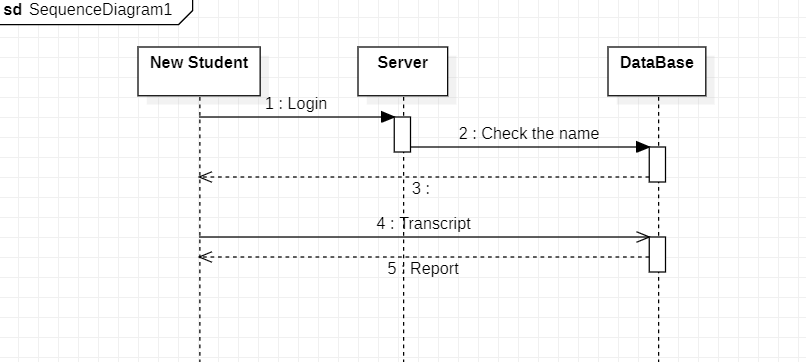 sd SequenceDiagram1
New Student
Server
DataBase
1 : Login
2 : Check the name
3 :
4 : Transcript
5 : Report